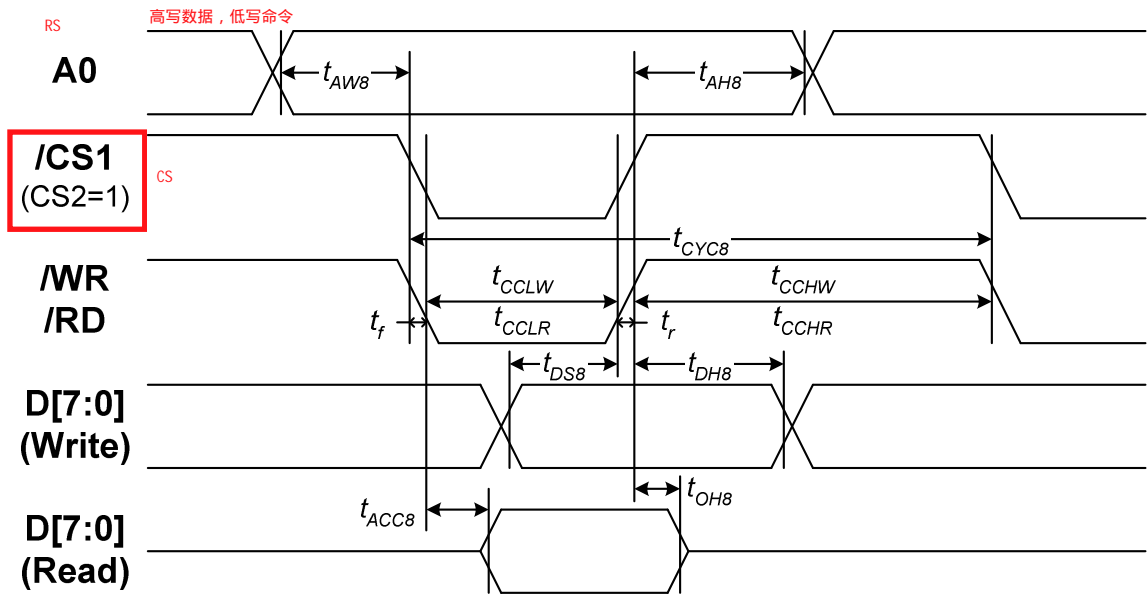 RS
高写数据，低写命令
A0
tAW8
tAH8
/CS1
(CS2=1)
CS
tCYC8
/WR
/RD
tCCLW
tCCHW
tf
tCCLR
tr
tCCHR
tDS8
tDH8
D[7:0]
(Write)
tACC8
tOH8
D[7:0]
(Read)